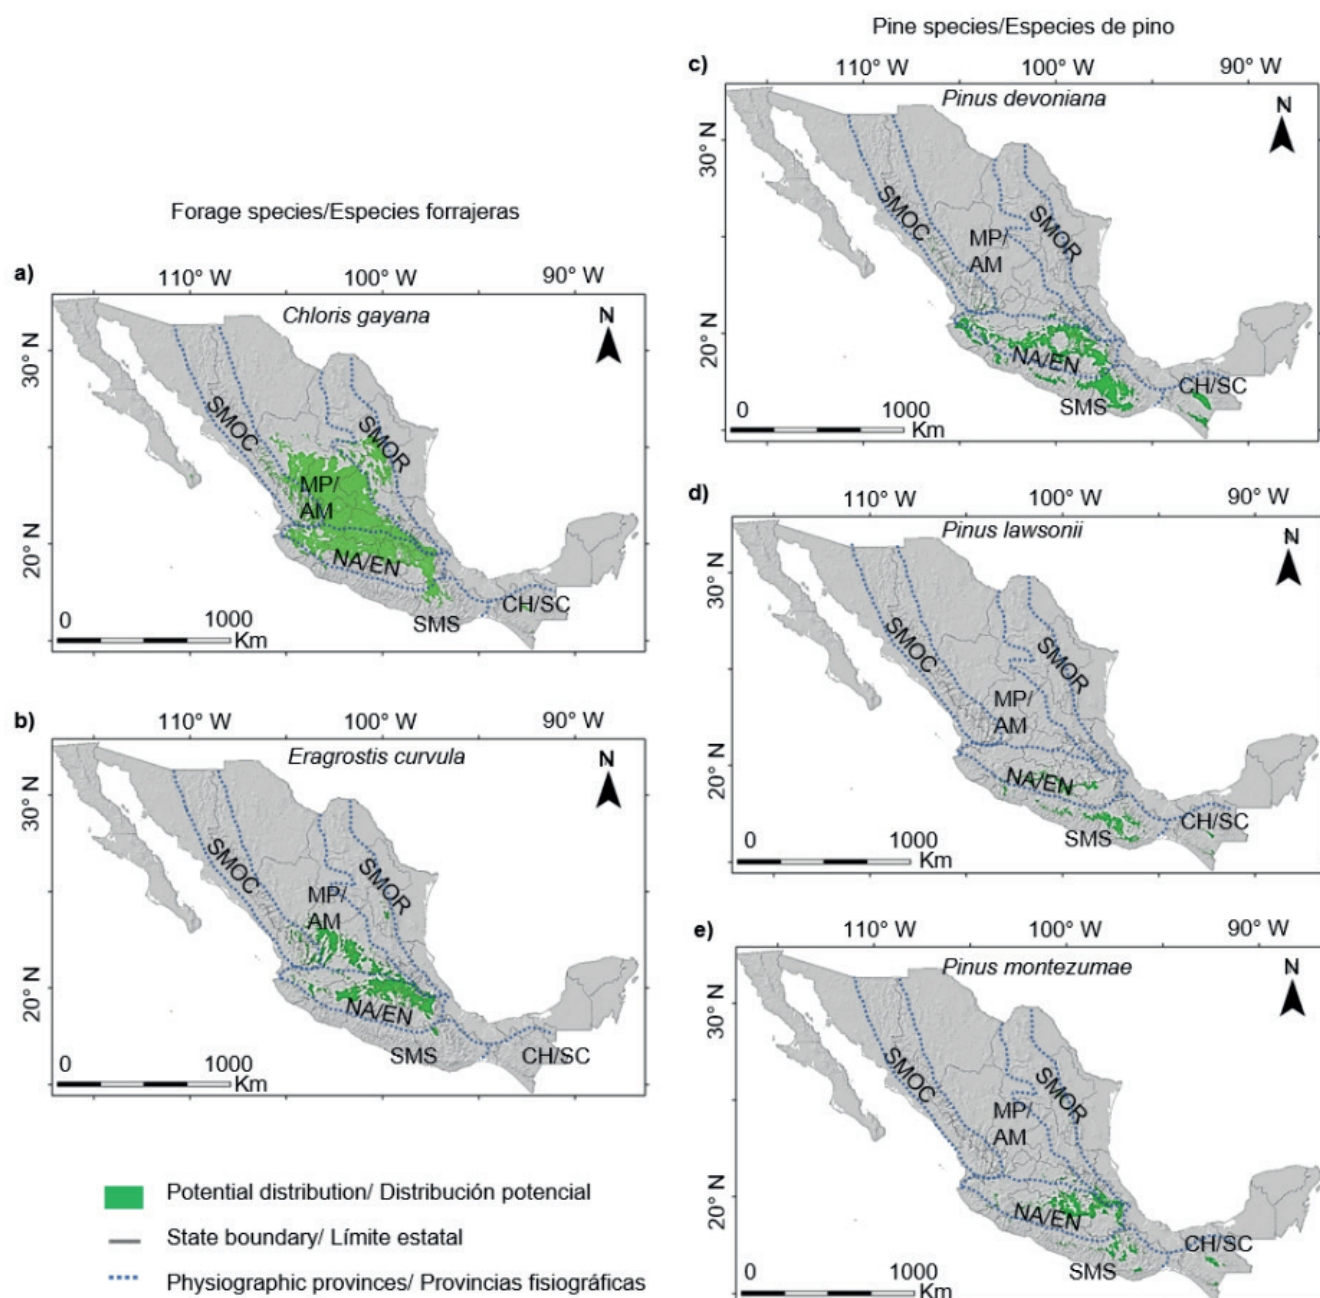 Forage species/Especies forrajeras
a)
110° W 100° W 90° W
Chloris gayana
N
30° N
20° N
SMOC
SMOR
MP/
AM
NA/EN
SMS
CH/SC
0 1000
Km
b)
110° W 100° W 90° W
Eragrostis curvula
N
30° N
20° N
SMOC
SMOR
MP/
AM
NA/EN
SMS
CH/SC
0 1000
Km
Potential distribution/ Distribución potencial
State boundary/ Límite estatal
Physiographic provinces/ Provincias fisiográficas
Pine species/Especies de pino
c)
110° W 100° W 90° W
Pinus devoniana
N
30° N
20° N
SMOC
SMOR
MP/
AM
NA/EN
SMS
CH/SC
0 1000
Km
d)
110° W 100° W 90° W
Pinus lawsonii
N
30° N
20° N
SMOC
SMOR
MP/
AM
NA/EN
SMS
CH/SC
0 1000
Km
e)
110° W 100° W 90° W
Pinus montezumae
N
30° N
20° N
SMOC
SMOR
MP/
AM
NA/EN
SMS
CH/SC
0 1000
Km